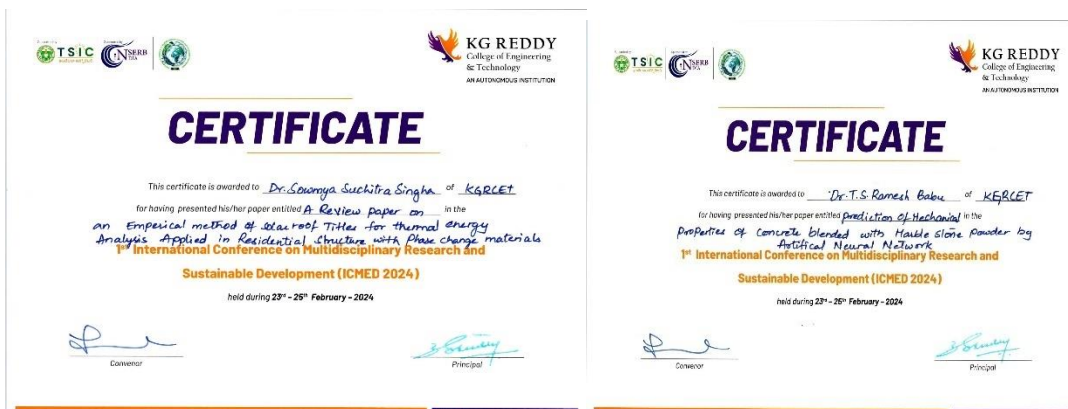 TSIC
SERB
KG REDDY
College of Engineering
& Technology
AN AUTONOMOUS INSTITUTION
CERTIFICATE
This certificate is awarded to Dr. Sowmya Suchitra Singha of KGRCET
for having presented his/her paper entitled A Review paper on in the
an Emperical method of roof Titles for thermal energy
Analysis Applied in Residential Structure with Phase change materials
1st International Conference on Multidisciplinary Research and
Sustainable Development (ICMED 2024)
held during 23rd - 25th February - 2024
Convenor
Principal
TSIC
SERB
KG REDDY
College of Engineering
& Technology
AN AUTONOMOUS INSTITUTION
CERTIFICATE
This certificate is awarded to Dr. T.S. Ramesh Babu of KGRCET
for having presented his/her paper entitled prediction of Mechanical in the
Properties of Concrete blended with Stone Powder by
Artifical Neural Network
1st International Conference on Multidisciplinary Research and
Sustainable Development (ICMED 2024)
held during 23rd - 25th February - 2024
Convenor
Principal